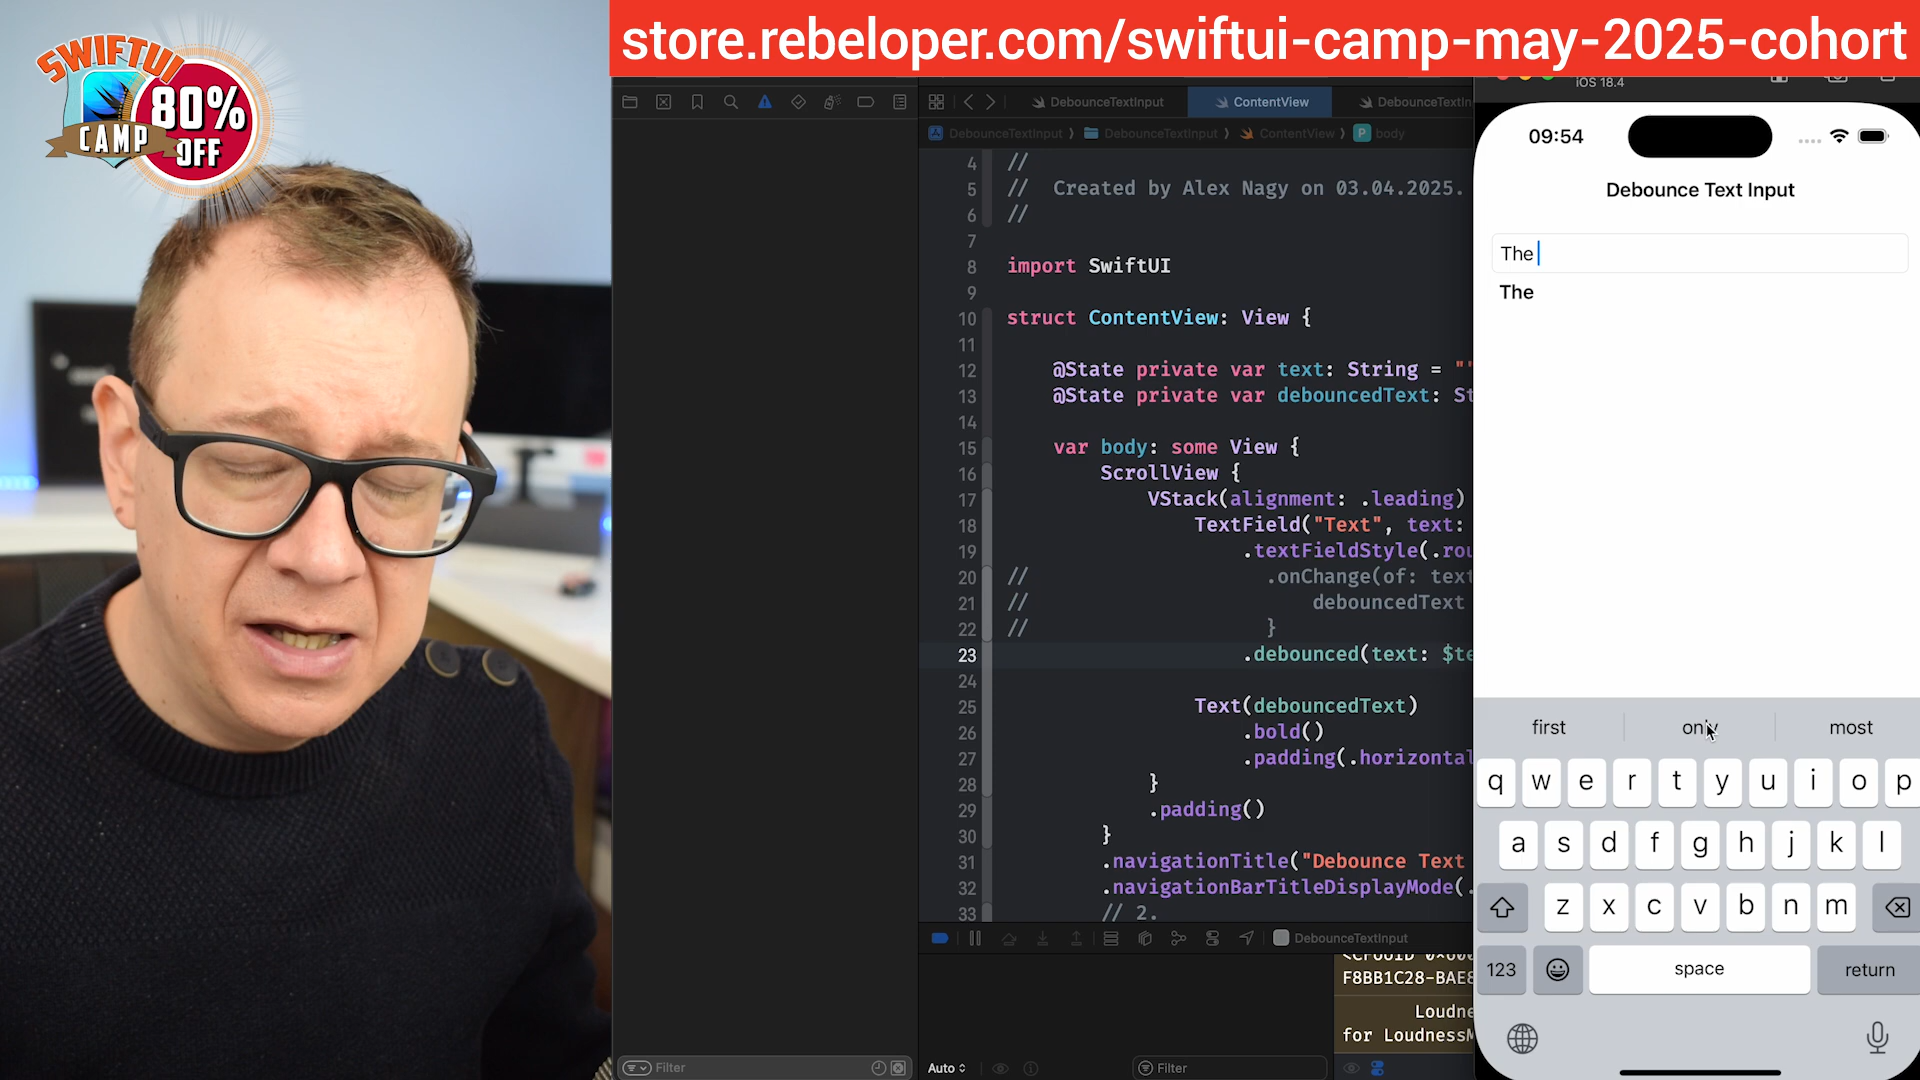 store.rebeloper.com/swiftui-camp-may-2025-cohort
SWIFTUI
CAMP
80%
OFF
iOS 18.4
DebounceTextInput
ContentView
DebounceTextIn
DebounceTextInput
DebounceTextInput
ContentView
P
body
4 //
5 // Created by Alex Nagy on 03.04.2025.
6 //
7
8 import SwiftUI
9
10 struct ContentView: View {
11
12 @State private var text: String = ""
13 @State private var debouncedText: St
14
15 var body: some View {
16 ScrollView {
17 VStack(alignment: .leading)
18 TextField("Text", text:
19 .textFieldStyle(.rou
20 // .onChange(of: text
21 // debouncedText
22 // }
23 .debounced(text: $te
24
25 Text(debouncedText)
26 .bold()
27 .padding(.horizontal
28 }
29 .padding()
30 }
31 .navigationTitle("Debounce Text
32 .navigationBarTitleDisplayMode(.
33 // 2.
DebounceTextInput
F8BB1C28-BAE8
Loudne
for LoudnessM
Filter
Auto
Filter
09:54
Debounce Text Input
The
The
first only most
q w e r t y u i o p
a s d f g h j k l
z x c v b n m
123 space return